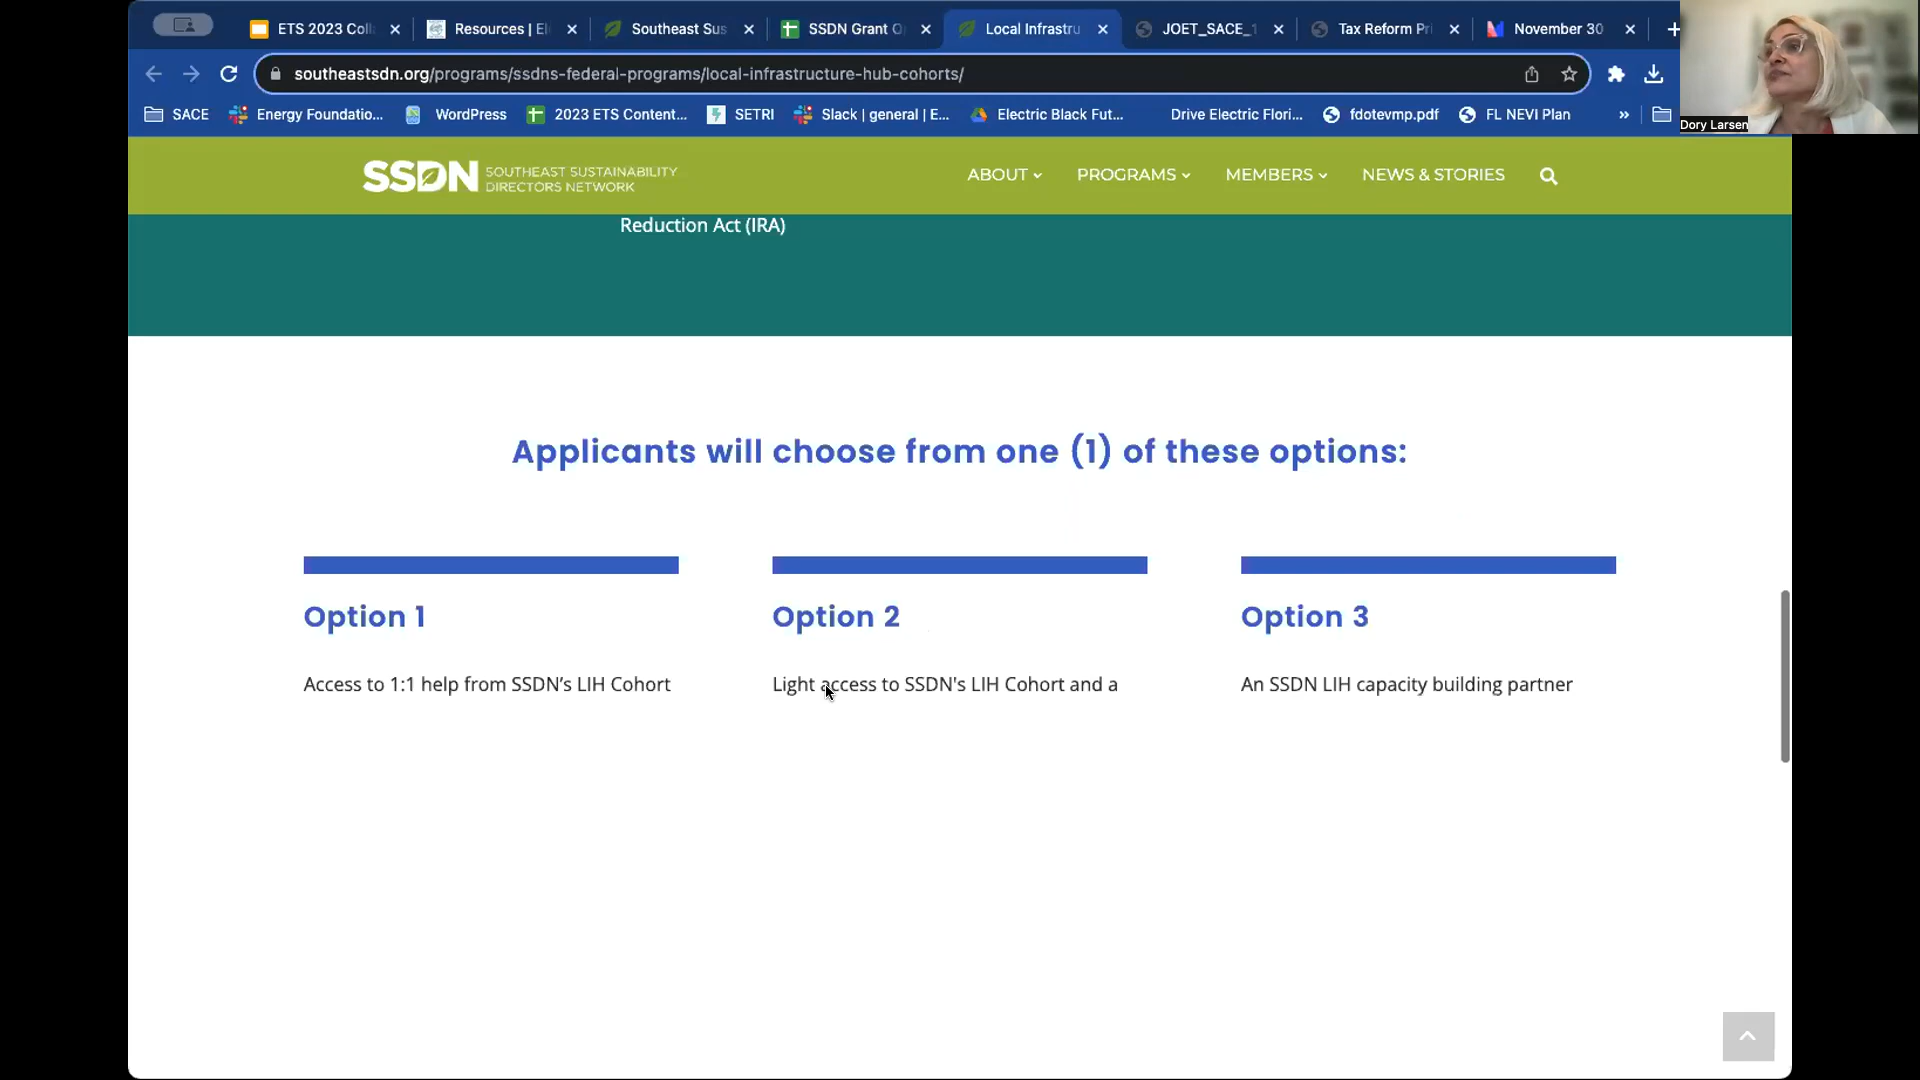 ETS 2023 Coll
Resources | El
Southeast Sus
SSDN Grant O
Local Infrastru
JOET_SACE_1
Tax Reform Pri
November 30
southeastsdn.org/programs/ssdns-federal-programs/local-infrastructure-hub-cohorts/
SACE
Energy Foundatio...
WordPress
2023 ETS Content...
SETRI
Slack | general | E...
Electric Black Fut...
Drive Electric Flori...
fdotevmp.pdf
FL NEVI Plan
»
Dory Larsen
SSDN
SOUTHEAST SUSTAINABILITY
DIRECTORS NETWORK
ABOUT
PROGRAMS
MEMBERS
NEWS & STORIES
Reduction Act (IRA)
Applicants will choose from one (1) of these options:
Option 1
Access to 1:1 help from SSDN’s LIH Cohort
Option 2
Light access to SSDN's LIH Cohort and a
Option 3
An SSDN LIH capacity building partner